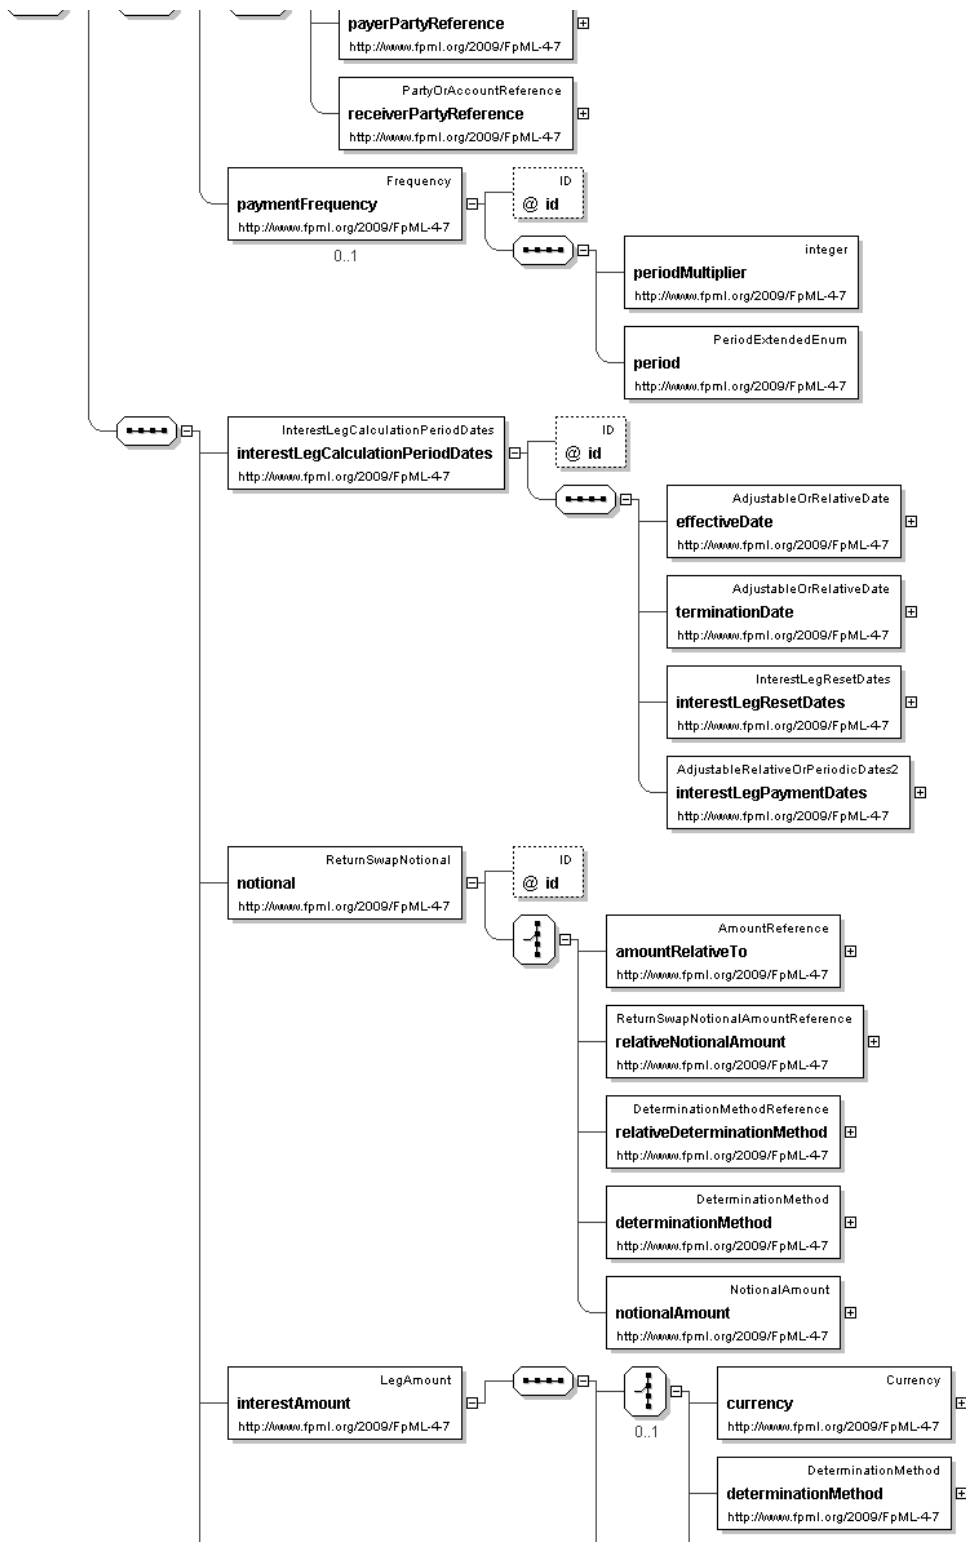 payerPartyReference
http://www.fpml.org/2009/FpML-4-7
PartyOrAccountReference
receiverPartyReference
http://www.fpml.org/2009/FpML-4-7
Frequency
paymentFrequency
http://www.fpml.org/2009/FpML-4-7
0..1
ID
@ id
integer
periodMultiplier
http://www.fpml.org/2009/FpML-4-7
PeriodExtendedEnum
period
http://www.fpml.org/2009/FpML-4-7
InterestLegCalculationPeriodDates
interestLegCalculationPeriodDates
http://www.fpml.org/2009/FpML-4-7
ID
@ id
AdjustableOrRelativeDate
effectiveDate
http://www.fpml.org/2009/FpML-4-7
AdjustableOrRelativeDate
terminationDate
http://www.fpml.org/2009/FpML-4-7
InterestLegResetDates
interestLegResetDates
http://www.fpml.org/2009/FpML-4-7
AdjustableRelativeOrPeriodicDates2
interestLegPaymentDates
http://www.fpml.org/2009/FpML-4-7
ReturnSwapNotional
notional
http://www.fpml.org/2009/FpML-4-7
ID
@ id
AmountReference
amountRelativeTo
http://www.fpml.org/2009/FpML-4-7
ReturnSwapNotionalAmountReference
relativeNotionalAmount
http://www.fpml.org/2009/FpML-4-7
DeterminationMethodReference
relativeDeterminationMethod
http://www.fpml.org/2009/FpML-4-7
DeterminationMethod
determinationMethod
http://www.fpml.org/2009/FpML-4-7
NotionalAmount
notionalAmount
http://www.fpml.org/2009/FpML-4-7
LegAmount
interestAmount
http://www.fpml.org/2009/FpML-4-7
0..1
Currency
currency
http://www.fpml.org/2009/FpML-4-7
DeterminationMethod
determinationMethod
http://www.fpml.org/2009/FpML-4-7